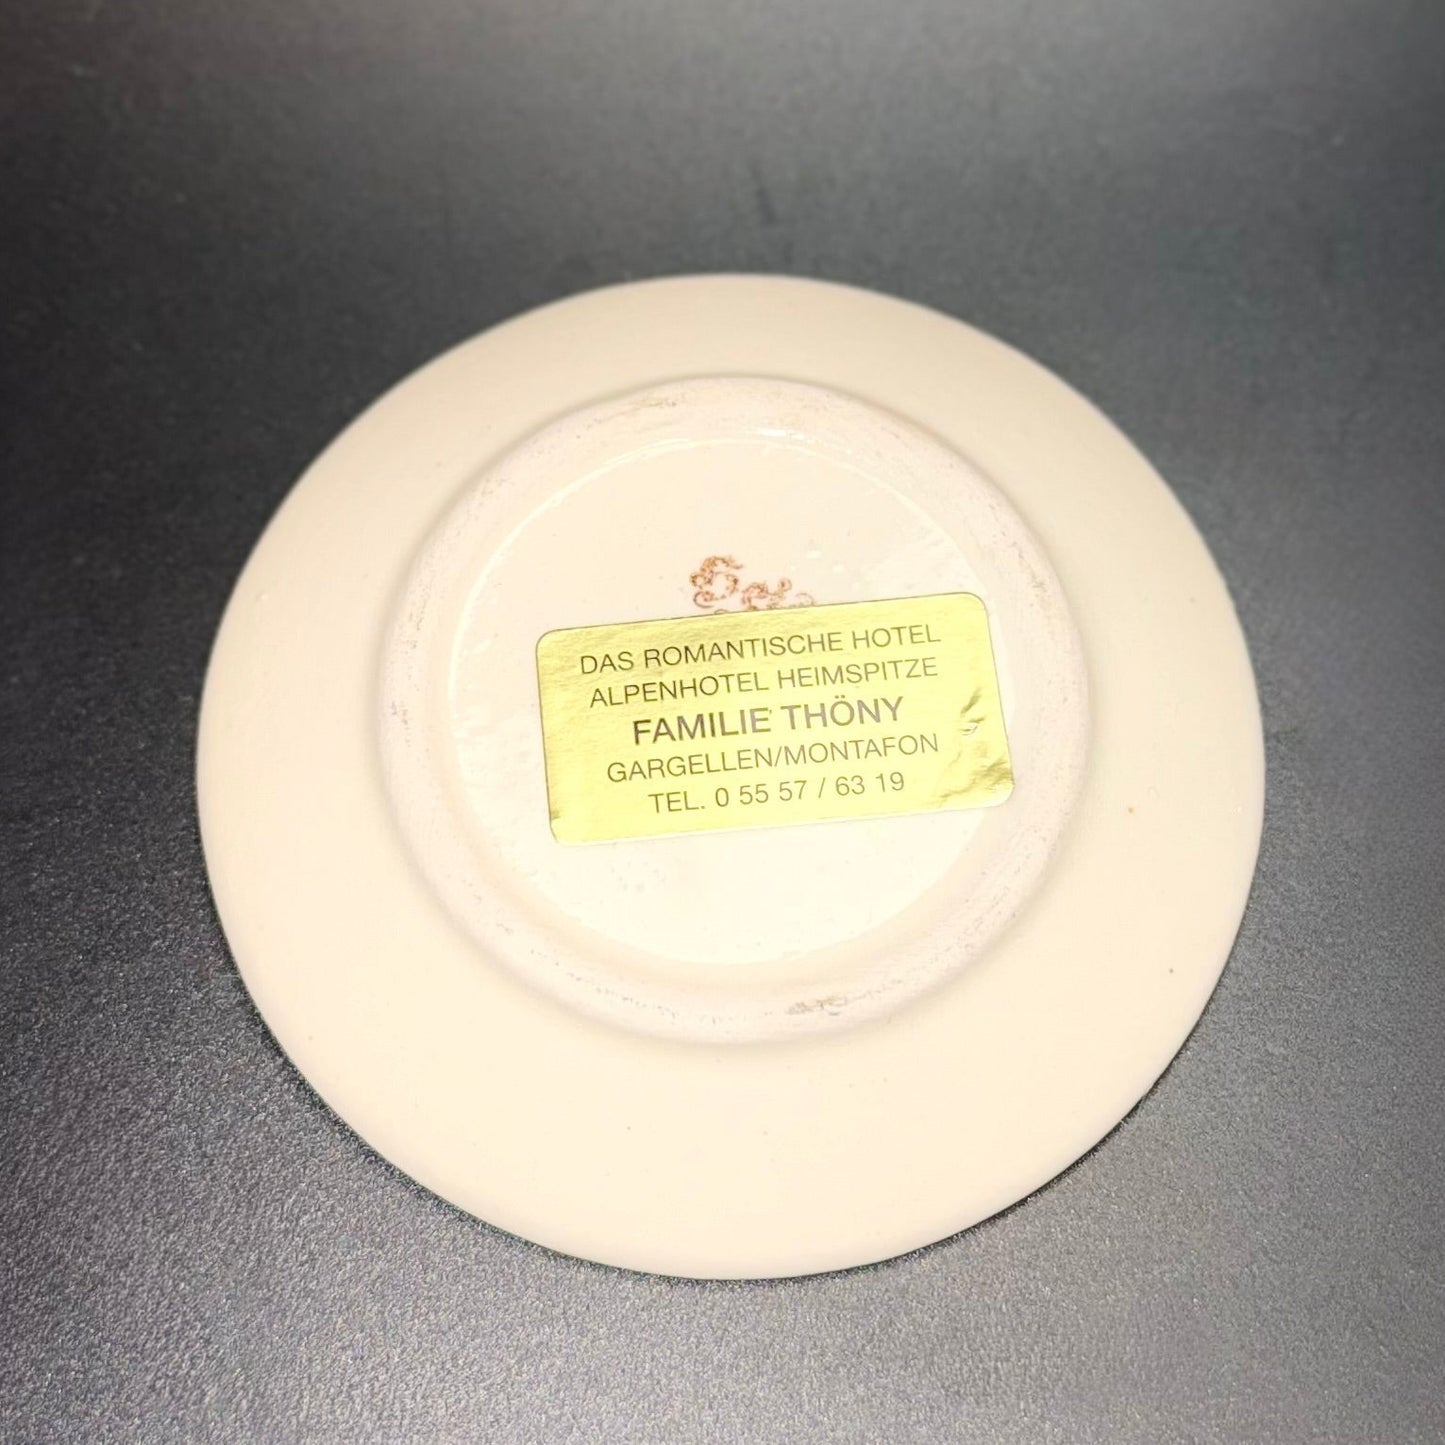 DAS ROMANTISCHE HOTEL
ALPENHOTEL HEIMSPITZE
FAMILIE THÖNY
GARGELLEN/MONTAFON
TEL. 0 55 57 / 63 19